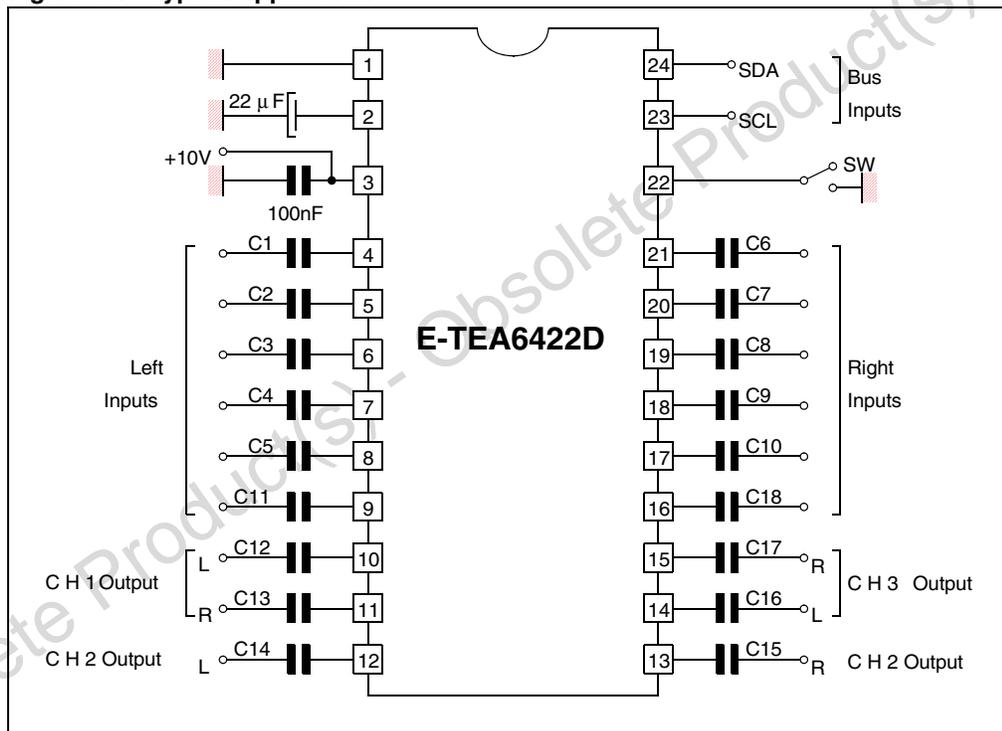 1
24
SDA
Bus
Inputs
22 μF
2
23
SCL
+10V
3
22
SW
100nF
C1
4
21
C6
C2
5
20
C7
C3
6
E-TEA6422D
19
C8
Left
Inputs
Right
Inputs
C4
7
18
C9
C5
8
17
C10
C11
9
16
C18
L
C12
10
15
C17
R
C H 1 Output
C H 3 Output
R
C13
11
14
C16
L
C H 2 Output
L
C14
12
13
C15
R
C H 2 Output
Obsolete Product(s)
ete Product(s) - Obsolete Product(s)